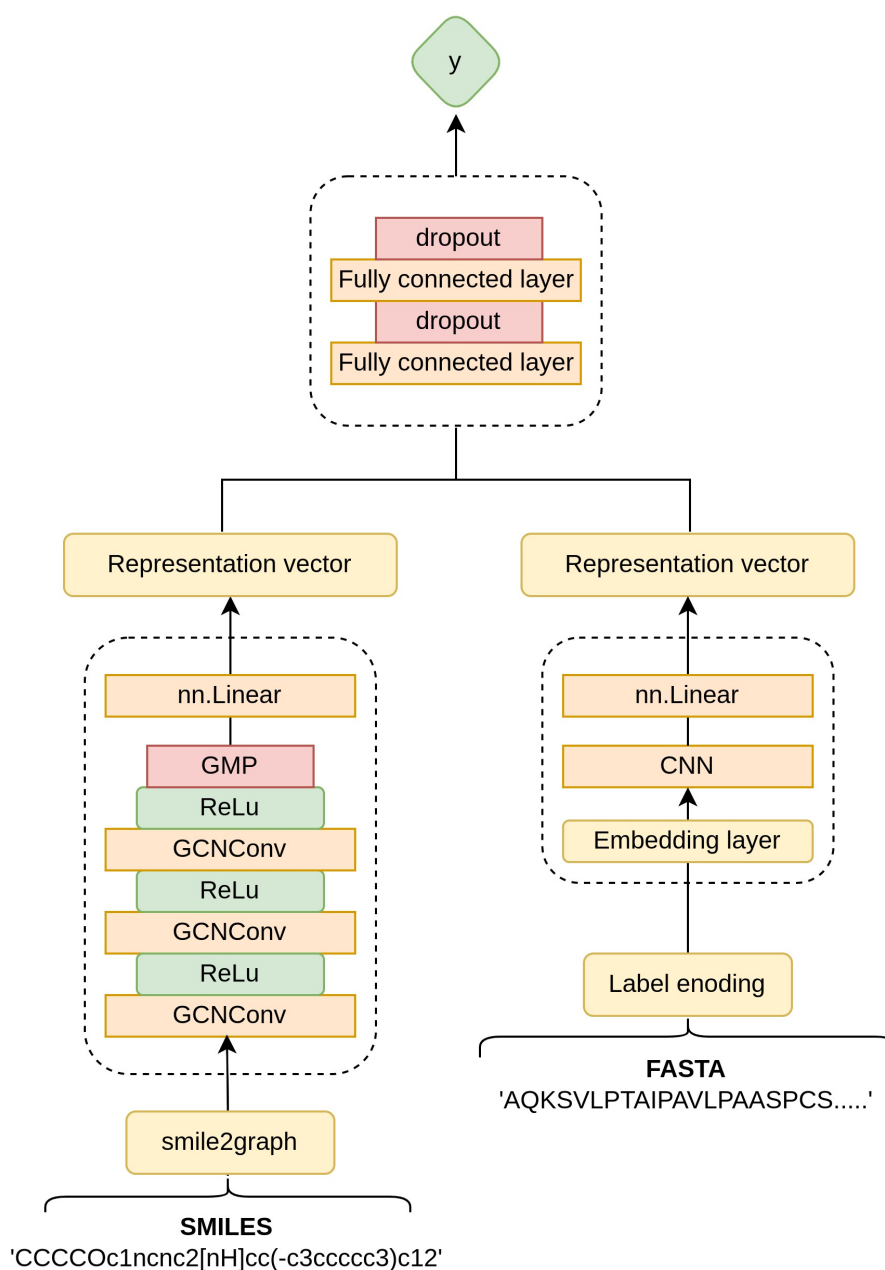 y
dropout
Fully connected layer
dropout
Fully connected layer
Representation vector
Representation vector
nn.Linear
GMP
ReLu
GCNConv
ReLu
GCNConv
ReLu
GCNConv
smile2graph
SMILES
'CCCCOc1ncnc2[nH]cc(-c3ccccc3)c12'
nn.Linear
CNN
Embedding layer
Label enoding
FASTA
'AQKSVLPTAIPAVLPAASPCS.....'